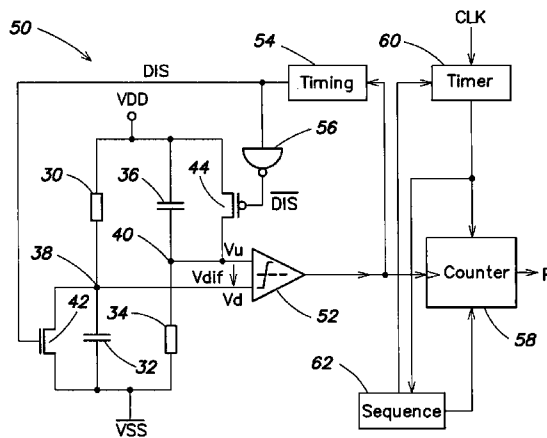 50
DIS
54
Timing
60
CLK
Timer
VDD
30
36
44
56
DIS
40
38
Vu
Vdif
Vd
52
Counter
58
42
34
32
62
Sequence
VSS